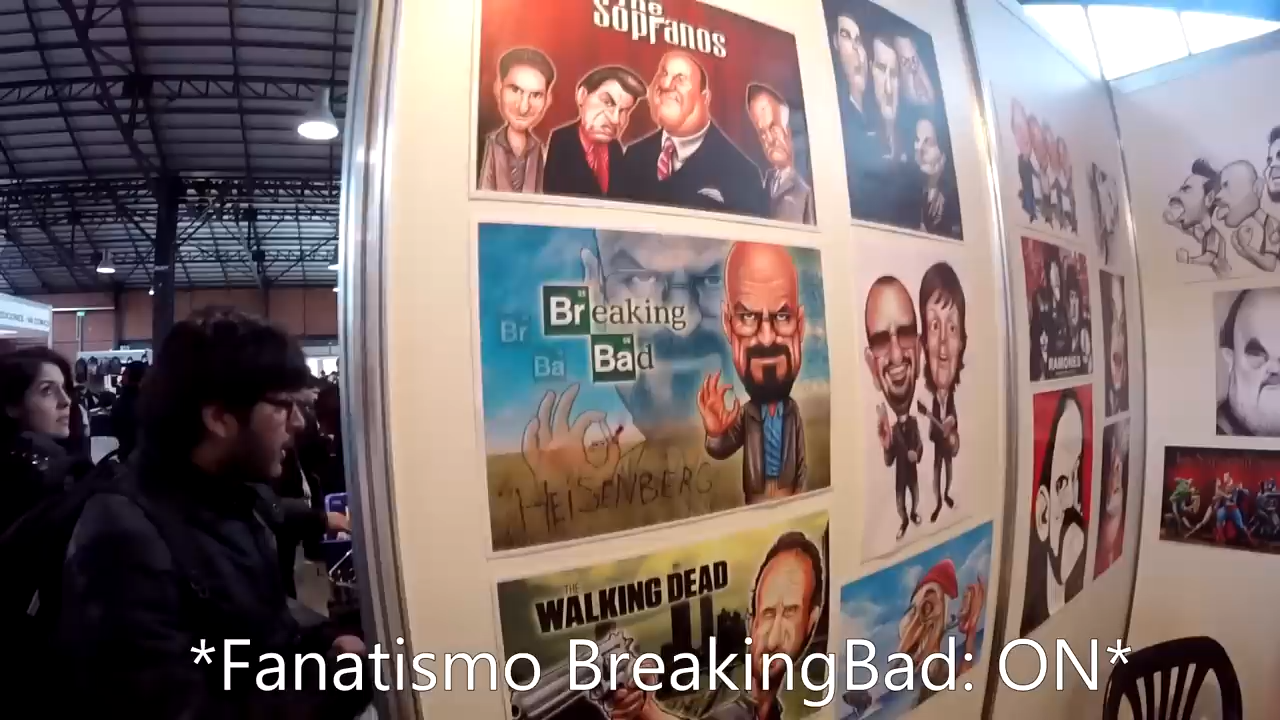 The
Sopranos
Breaking
Bad
Br
Ba
HEISENBERG
RAMONES
THE
WALKING DEAD
*Fanatismo BreakingBad: ON*